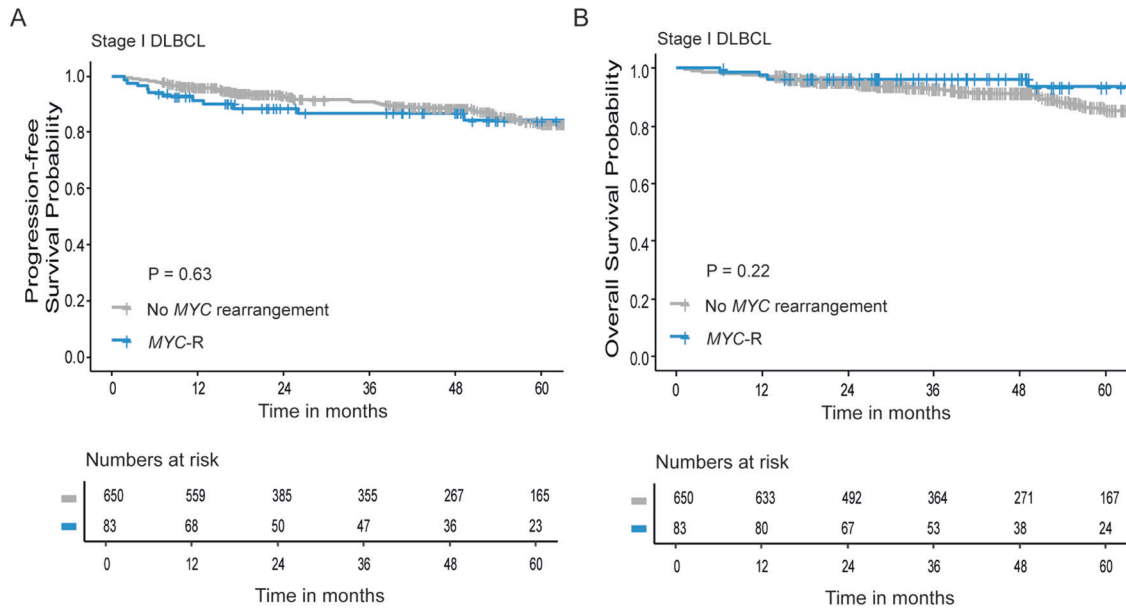 A
Stage I DLBCL
Progression-free
Survival Probability
1.0
0.8
0.6
0.4
0.2
0.0
P = 0.63
No MYC rearrangement
MYC-R
0 12 24 36 48 60
Time in months
Numbers at risk
650 559 385 355 267 165
83 68 50 47 36 23
0 12 24 36 48 60
Time in months
B
Stage I DLBCL
Overall Survival Probability
1.0
0.8
0.6
0.4
0.2
0.0
P = 0.22
No MYC rearrangement
MYC-R
0 12 24 36 48 60
Time in months
Numbers at risk
650 633 492 364 271 167
83 80 67 53 38 24
0 12 24 36 48 60
Time in months